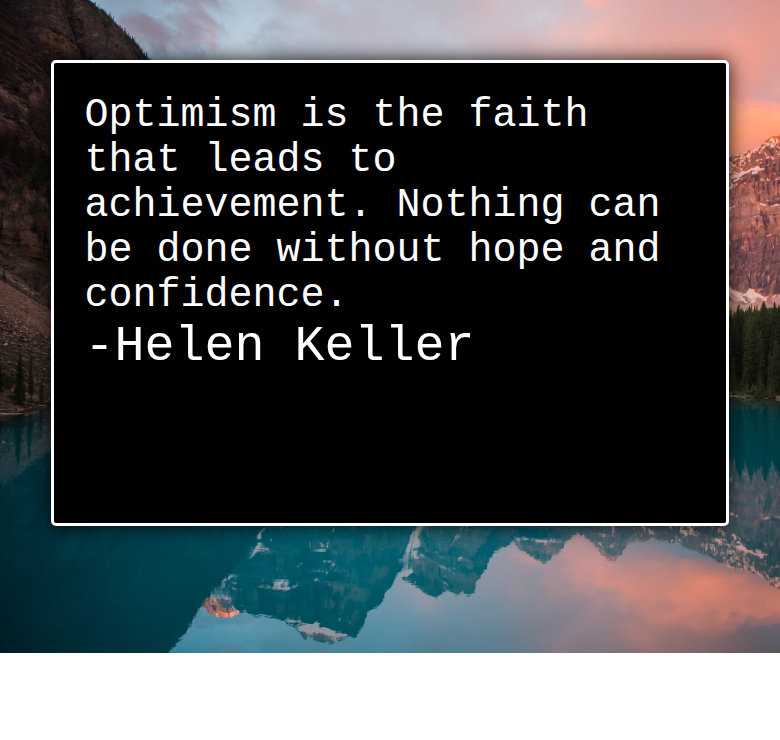 Optimism is the faith
that leads to
achievement. Nothing can
be done without hope and
confidence.
-Helen Keller